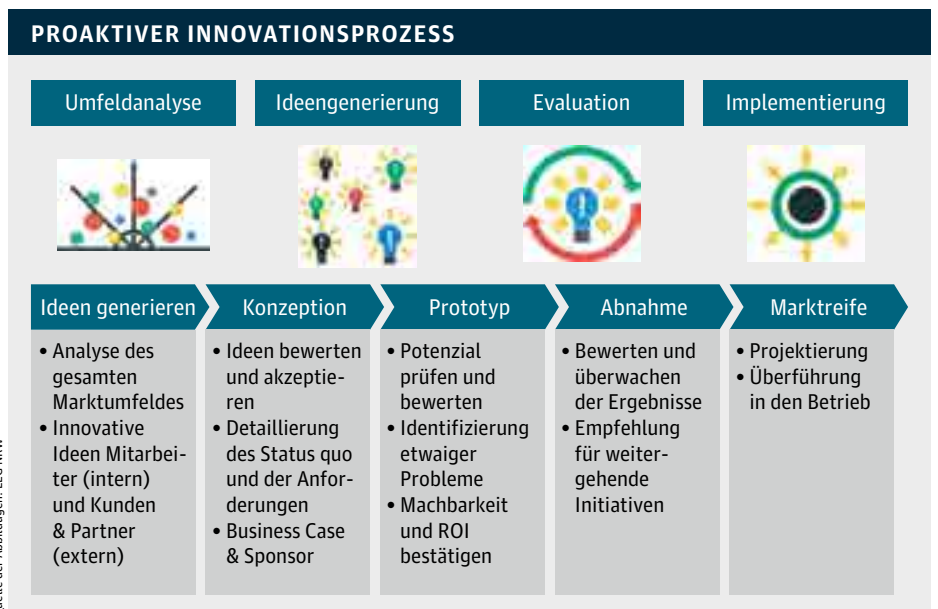 PROAKTIVER INNOVATIONSPROZESS
Umfeldanalyse
Ideengenerierung
Evaluation
Implementierung
Ideen generieren
Konzeption
Prototyp
Abnahme
Marktreife
• Analyse des
gesamten
Marktumfeldes
• Innovative
Ideen Mitarbei-
ter (intern)
und Kunden
& Partner
(extern)
• Ideen bewerten
und akzeptie-
ren
• Detaillierung
des Status quo
und der Anfor-
derungen
• Business Case
& Sponsor
• Potenzial
prüfen und
bewerten
• Identifizierung
etwaiger
Probleme
• Machbarkeit
und ROI
bestätigen
• Bewerten und
überwachen
der Ergebnisse
• Empfehlung
für weiter-
gehende
Initiativen
• Projektierung
• Überführung
in den Betrieb
der Abbildungen: